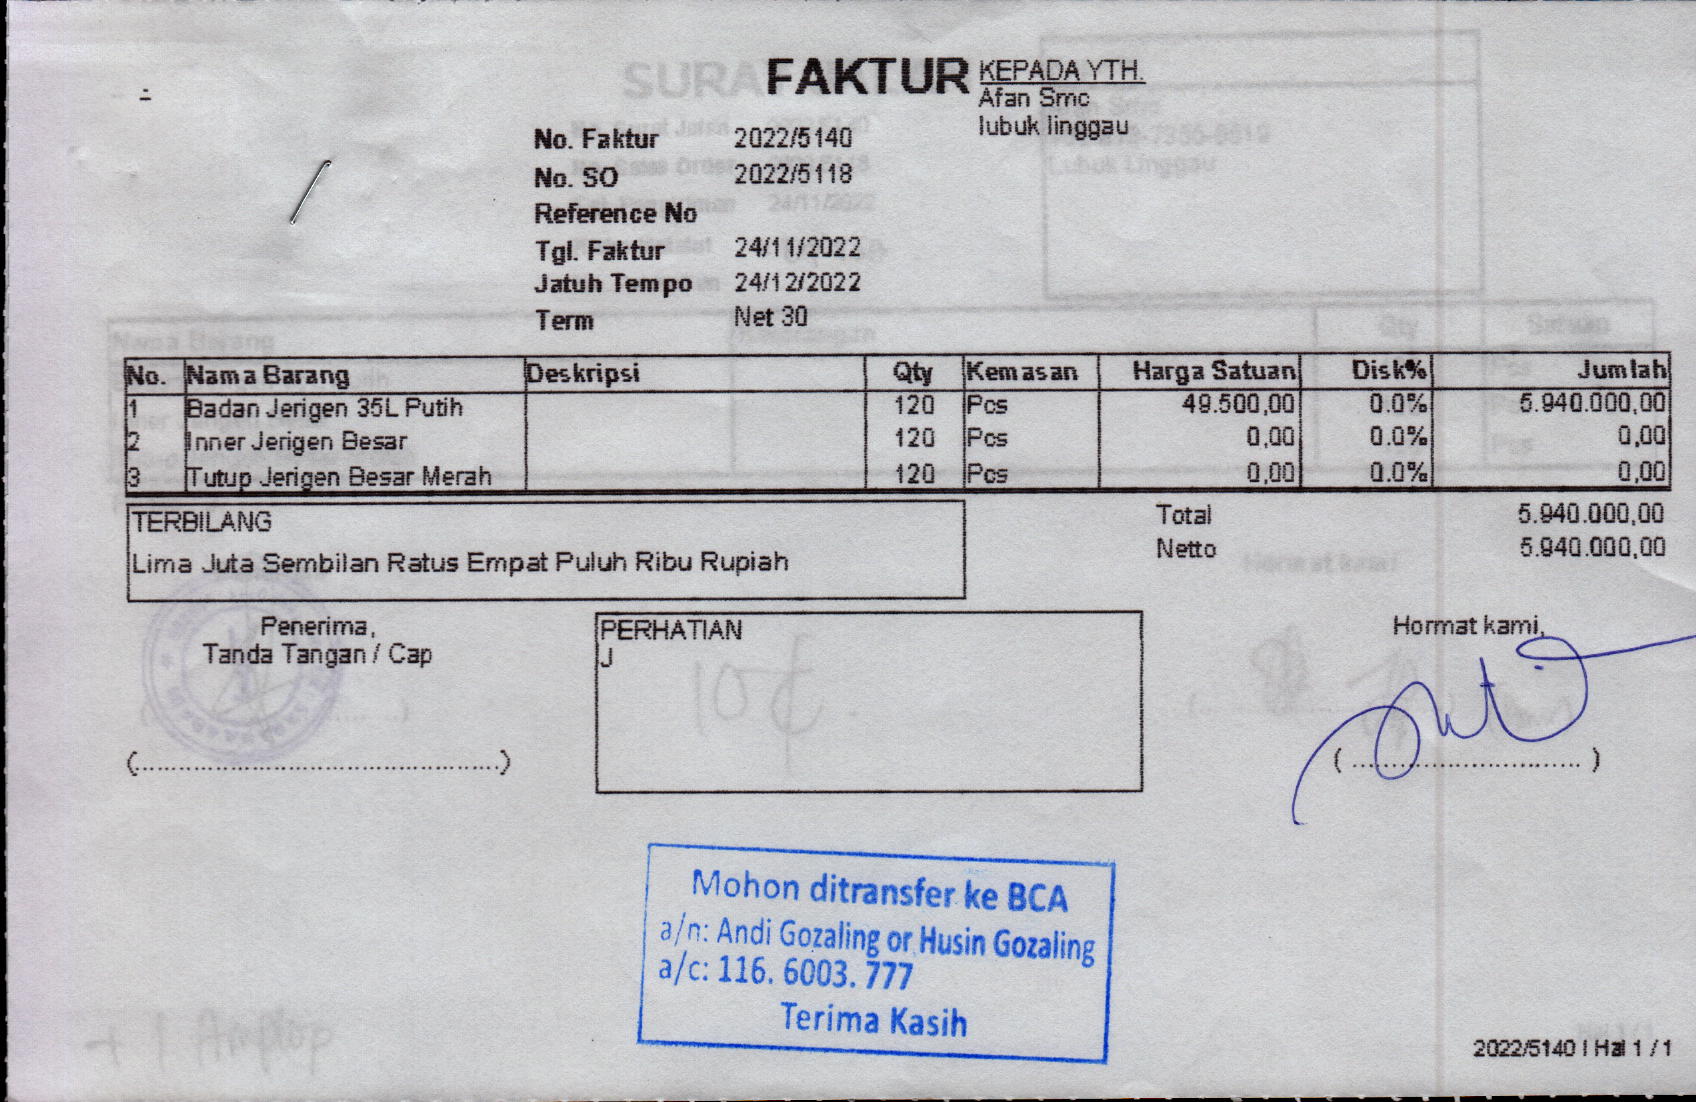 FAKTUR
KEPADA YTH.
Afan Smc
lubuk linggau
No. Faktur 2022/5140
No. SO 2022/5118
Reference No
Tgl. Faktur 24/11/2022
Jatuh Tempo 24/12/2022
Term Net 30
No. Nama Barang Deskripsi Qty Kemasan Harga Satuan Disk% Jumlah
1 Badan Jerigen 35L Putih 120 Pcs 49.500,00 0.0% 5.940.000,00
2 Inner Jerigen Besar 120 Pcs 0,00 0.0% 0,00
3 Tutup Jerigen Besar Merah 120 Pcs 0,00 0.0% 0,00
TERBILANG
Lima Juta Sembilan Ratus Empat Puluh Ribu Rupiah
Total 5.940.000,00
Netto 5.940.000,00
Penerima,
Tanda Tangan / Cap
PERHATIAN
J
Hormat kami,
Mohon ditransfer ke BCA
a/n: Andi Gozaling or Husin Gozaling
a/c: 116. 6003. 777
Terima Kasih
2022/5140 | Hal 1 / 1